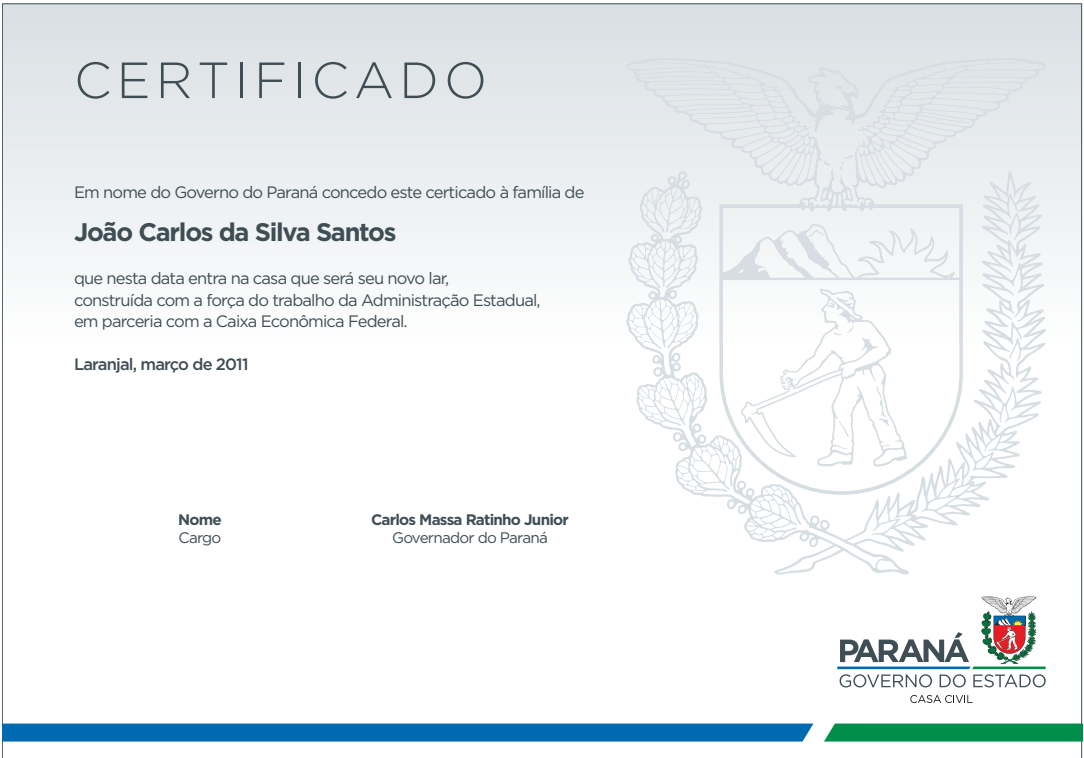 CERTIFICADO
Em nome do Governo do Paraná concedo este certicado à família de
João Carlos da Silva Santos
que nesta data entra na casa que será seu novo lar,
construída com a força do trabalho da Administração Estadual,
em parceria com a Caixa Econômica Federal.
Laranjal, março de 2011
Nome
Cargo
Carlos Massa Ratinho Junior
Governador do Paraná
PARANÁ
GOVERNO DO ESTADO
CASA CIVIL